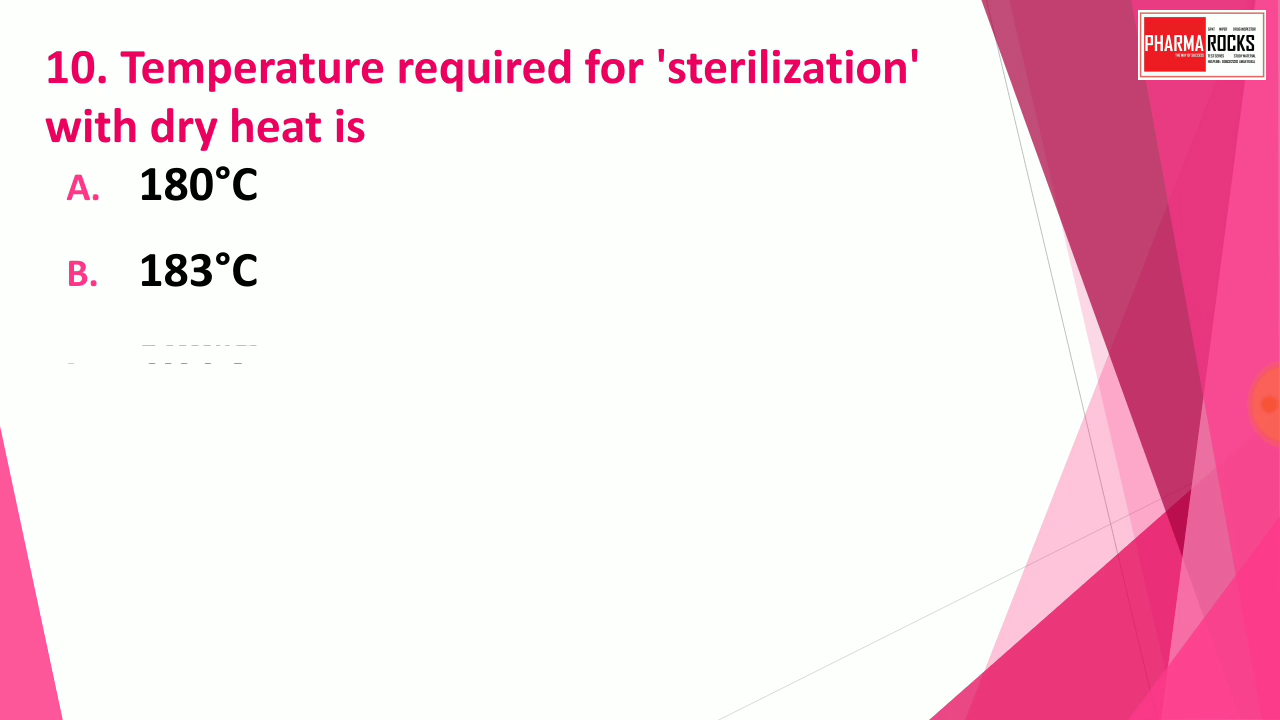 10. Temperature required for 'sterilization'
with dry heat is
A. 180°C
B. 183°C
PHARMA ROCKS